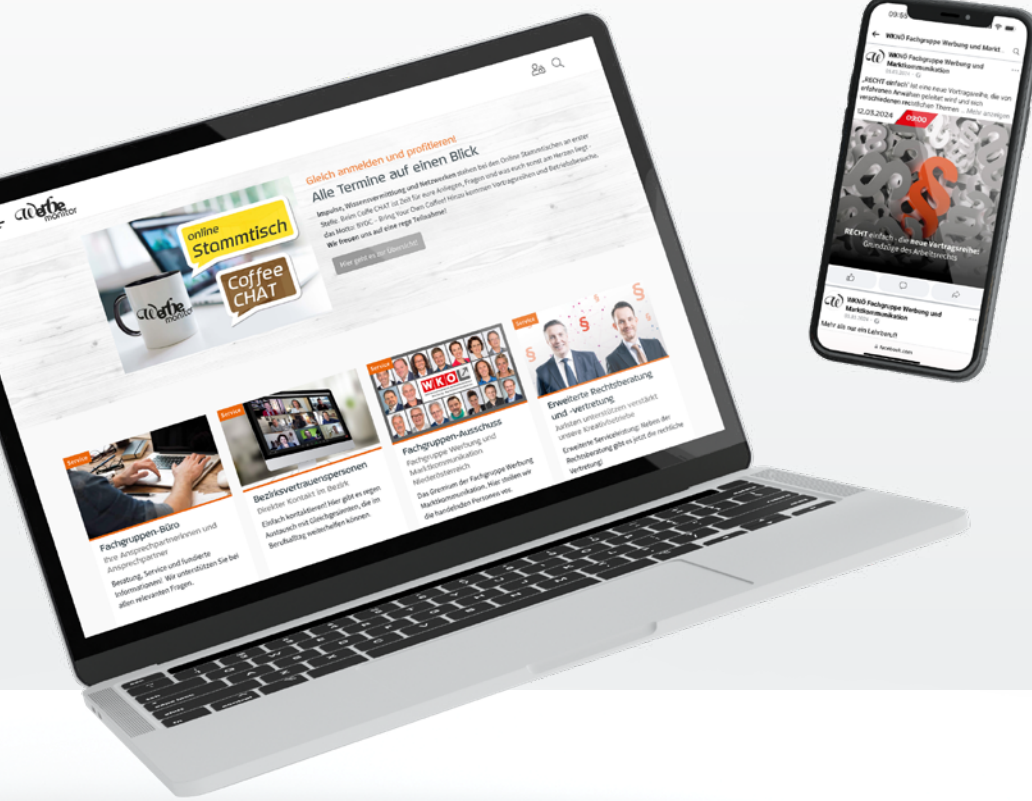 Werbe
monitor
Gleich anmelden und profitieren!
Alle Termine auf einen Blick
Impulse, Wissensvermittlung und Netzwerken stehen bei den Online Stammtischen an erster
Stelle. Beim Coffe CHAT ist Zeit für eure Anliegen, Fragen und was euch sonst am Herzen liegt -
das Motto: BYOC – Bring Your Own Coffee! Hinzu kommen Vortragsreihen und Betriebsbesuche.
Wir freuen uns auf eine rege Teilnahme!
Hier geht es zur Übersicht!
online
Stammtisch
Coffee
CHAT
Werbe
monitor
Service
Fachgruppen-Büro
Ihre Ansprechpartnerinnen und
Ansprechpartner
Beratung, Service und fundierte
Informationen! Wir unterstützen Sie bei
allen relevanten Fragen.
Service
Bezirksvertrauenspersonen
Direkter Kontakt im Bezirk
Einfach kontaktieren! Hier gibt es regen
Austausch mit Gleichgesinnten, die im
Berufsalltag weiterhelfen können.
Service
WKO
Fachgruppen-Ausschuss
Fachgruppe Werbung und
Marktkommunikation
Niederösterreich
Das Gremium der Fachgruppe Werbung
Marktkommunikation. Hier stellen wir
die handelnden Personen vor.
Service
Erweiterte Rechtsberatung
und -vertretung
Juristen unterstützen verstärkt
unsere Kreativbetriebe
Erweiterte Serviceleistung: Neben der
Rechtsberatung gibt es jetzt die rechtliche
Vertretung!
09:55
WKNÖ Fachgruppe Werbung und Markt...
WKNÖ Fachgruppe Werbung und
Marktkommunikation
„RECHT einfach' ist eine neue Vortragsreihe, die von
erfahrenen Anwälten geleitet wird und sich
verschiedenen rechtlichen Themen ... Mehr anzeigen
12.03.2024 09:00
RECHT einfach - die neue Vortragsreihe!
Grundzüge des Arbeitsrechts
WKNÖ Fachgruppe Werbung und
Marktkommunikation
Mehr als nur ein Lehrberuf!
facebook.com